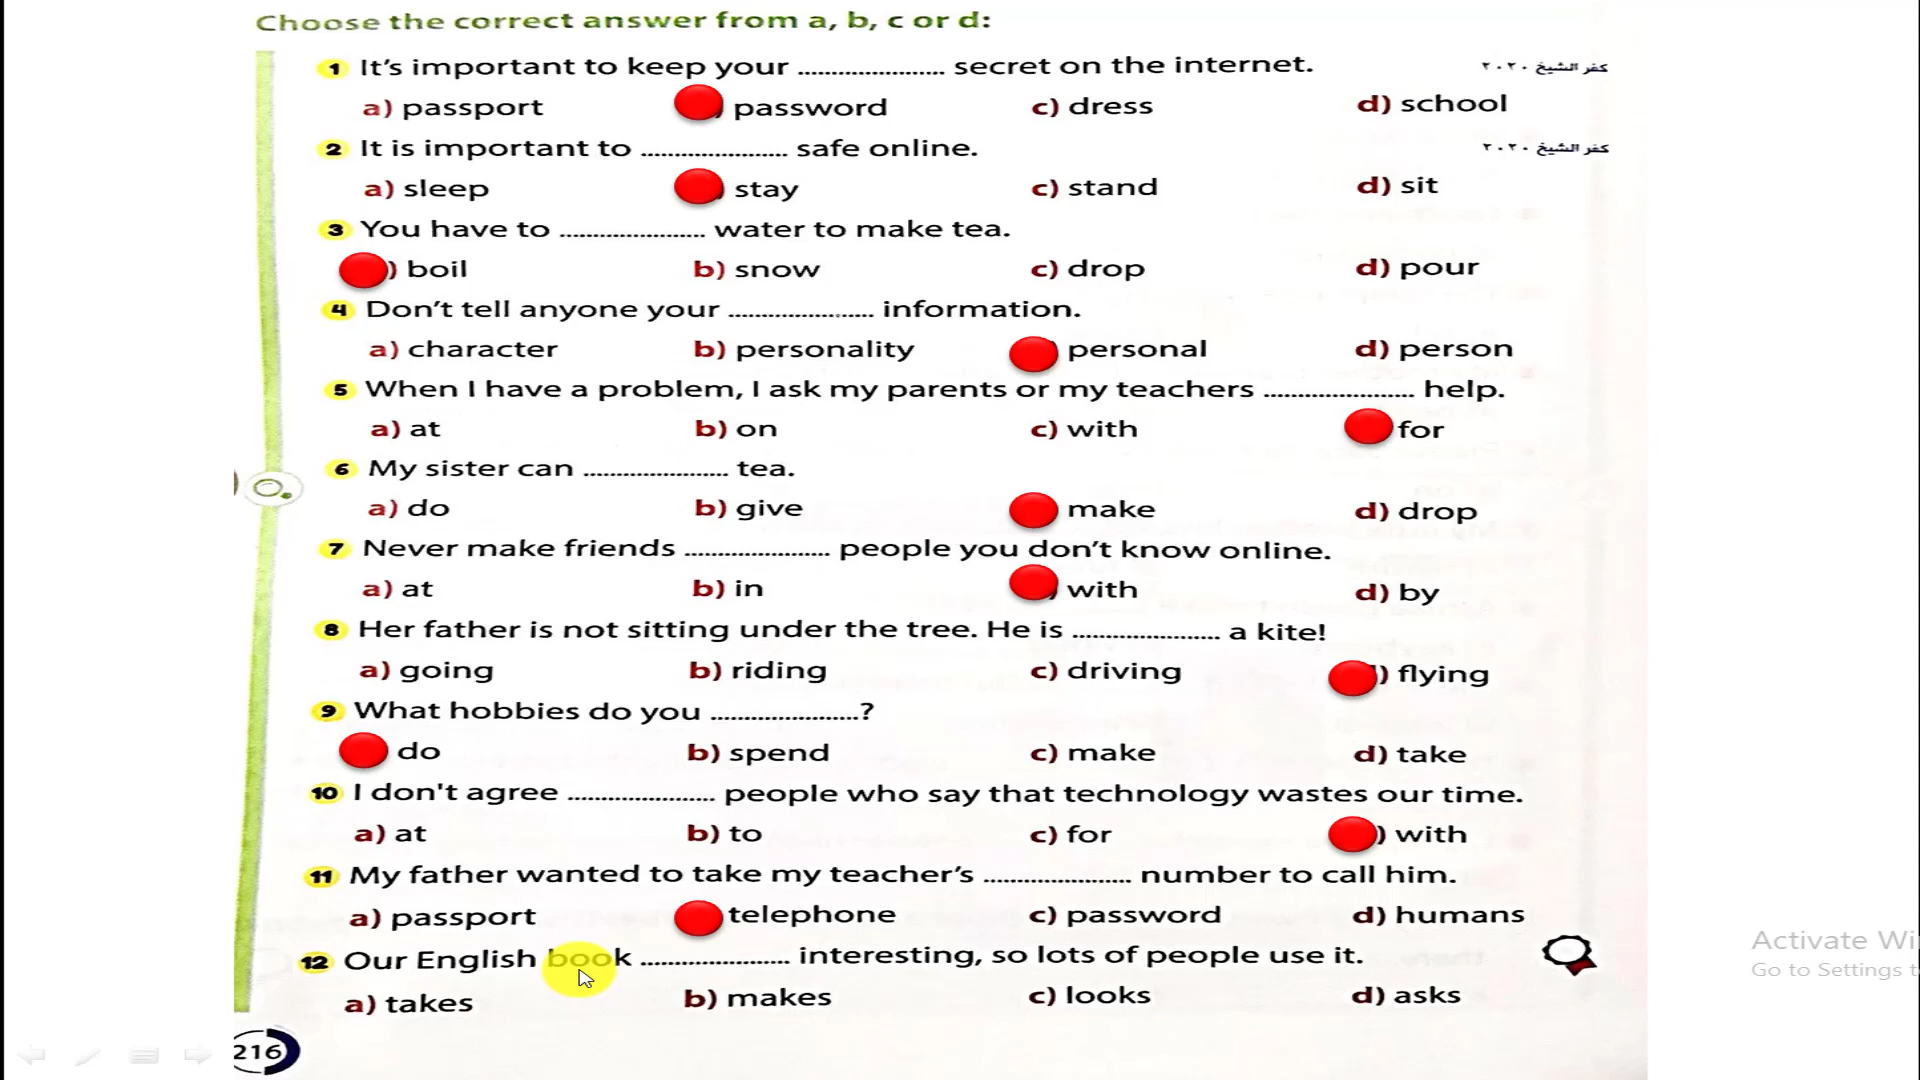 Choose the correct answer from a, b, c or d:
1 It's important to keep your ..................... secret on the internet. كفر الشيخ ٢٠٢٠
a) passport ) password c) dress d) school
2 It is important to ..................... safe online. كفر الشيخ ٢٠٢٠
a) sleep ) stay c) stand d) sit
3 You have to ..................... water to make tea.
) boil b) snow c) drop d) pour
4 Don't tell anyone your ..................... information.
a) character b) personality ) personal d) person
5 When I have a problem, I ask my parents or my teachers ..................... help.
a) at b) on c) with for
6 My sister can ..................... tea.
a) do b) give make d) drop
7 Never make friends ..................... people you don't know online.
a) at b) in ) with d) by
8 Her father is not sitting under the tree. He is ..................... a kite!
a) going b) riding c) driving ) flying
9 What hobbies do you .....................?
do b) spend c) make d) take
10 I don't agree ..................... people who say that technology wastes our time.
a) at b) to c) for ) with
11 My father wanted to take my teacher's ..................... number to call him.
a) passport telephone c) password d) humans
12 Our English book ..................... interesting, so lots of people use it.
a) takes b) makes c) looks d) asks
216
Activate Wi
Go to Settings t